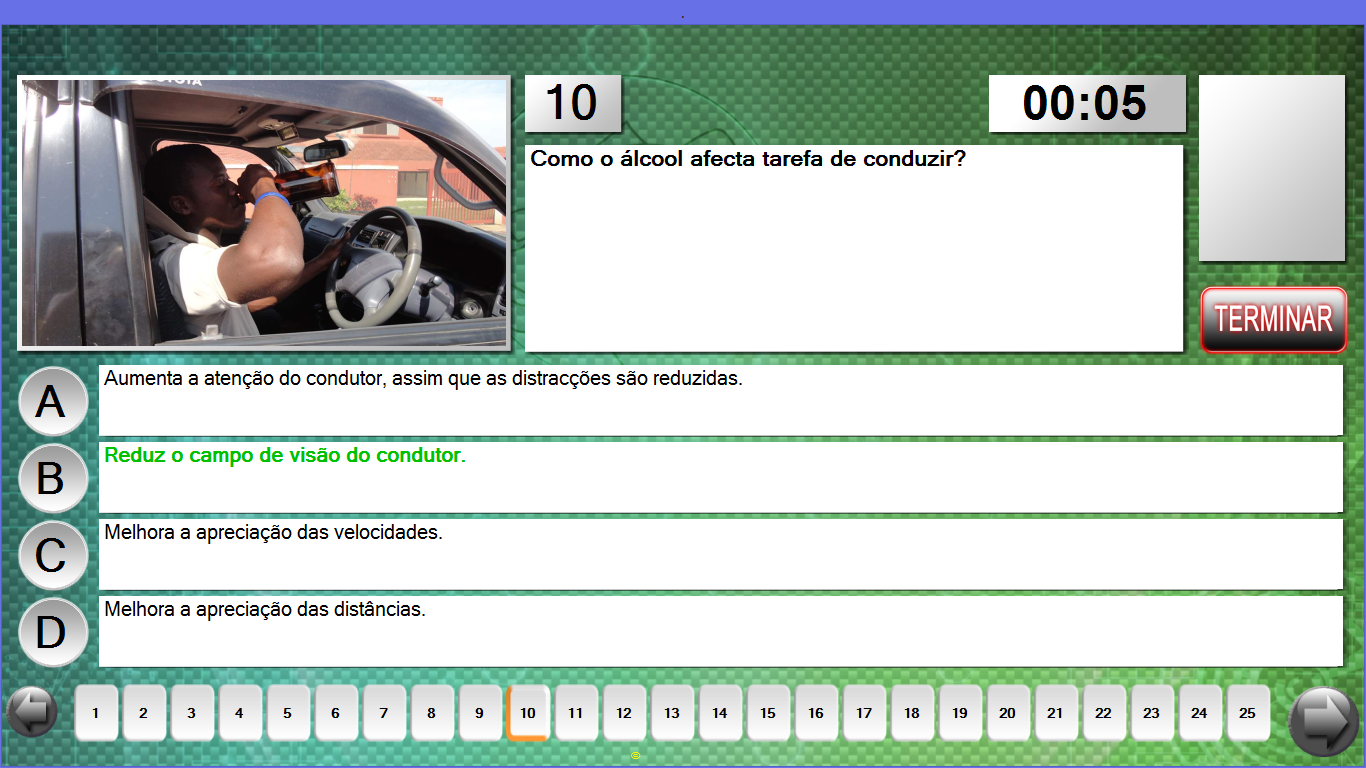 10
00:05
Como o álcool afecta tarefa de conduzir?
TERMINAR
A
Aumenta a atenção do condutor, assim que as distracções são reduzidas.
B
Reduz o campo de visão do condutor.
C
Melhora a apreciação das velocidades.
D
Melhora a apreciação das distâncias.
1 2 3 4 5 6 7 8 9 10 11 12 13 14 15 16 17 18 19 20 21 22 23 24 25